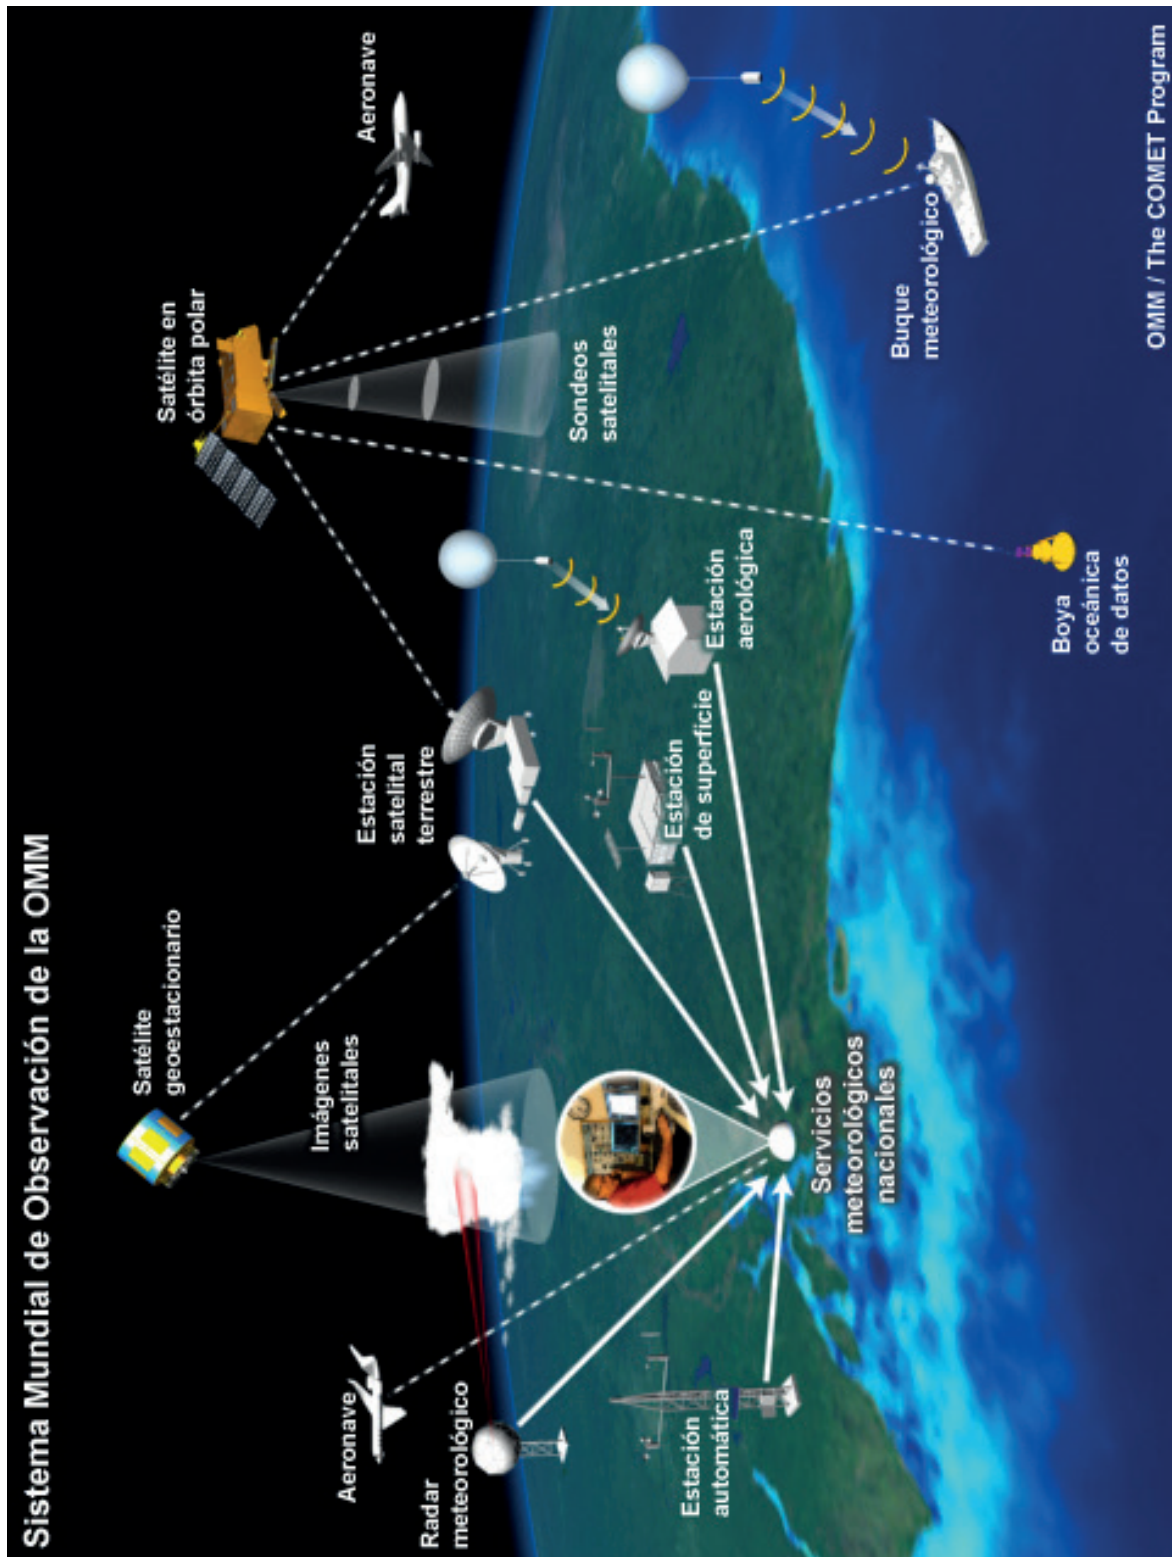 Sistema Mundial de Observación de la OMM
Satélite
geoestacionario
Satélite en
órbita polar
Aeronave
Imágenes
satelitales
Aeronave
Estación
satelital
terrestre
Radar
meteorológico
Sondeos
satelitales
Estación
aerológica
Estación
de superficie
Estación
automática
Servicios
meteorológicos
nacionales
Buque
meteorológico
Boya
oceánica
de datos
OMM / The COMET Program